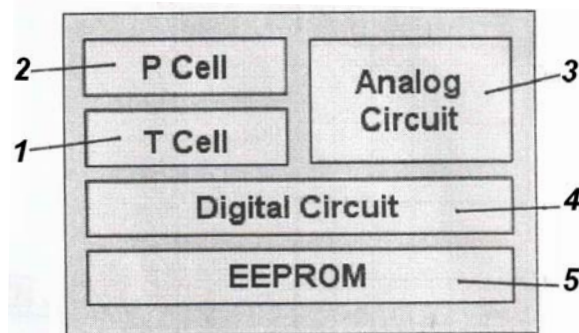 2
P Cell
Analog
Circuit
3
1
T Cell
Digital Circuit
4
EEPROM
5